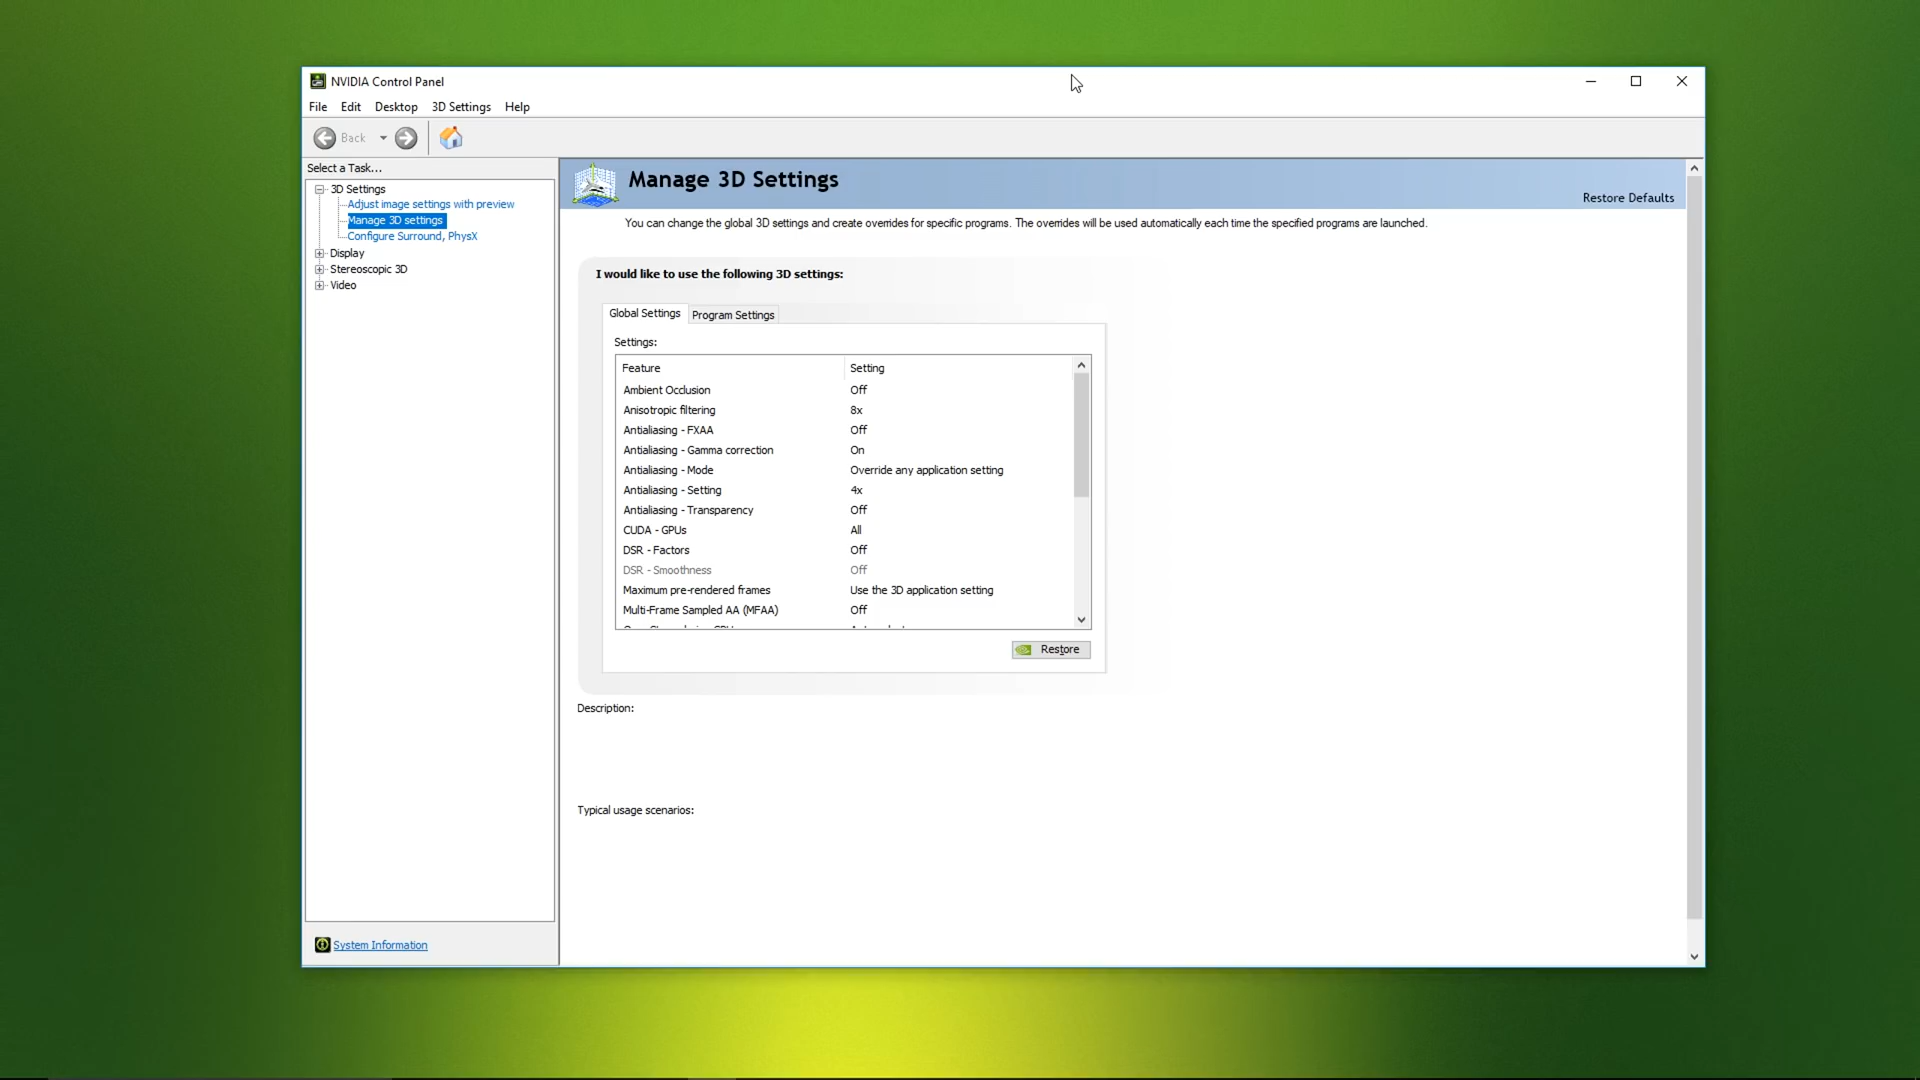 NVIDIA Control Panel
File Edit Desktop 3D Settings Help
Back
Select a Task...
3D Settings
Adjust image settings with preview
Manage 3D settings
Configure Surround, PhysX
Display
Stereoscopic 3D
Video
System Information
Manage 3D Settings
Restore Defaults
You can change the global 3D settings and create overrides for specific programs. The overrides will be used automatically each time the specified programs are launched.
I would like to use the following 3D settings:
Global Settings Program Settings
Settings:
Feature Setting
Ambient Occlusion Off
Anisotropic filtering 8x
Antialiasing - FXAA Off
Antialiasing - Gamma correction On
Antialiasing - Mode Override any application setting
Antialiasing - Setting 4x
Antialiasing - Transparency Off
CUDA - GPUs All
DSR - Factors Off
DSR - Smoothness Off
Maximum pre-rendered frames Use the 3D application setting
Multi-Frame Sampled AA (MFAA) Off
Restore
Description:
Typical usage scenarios: